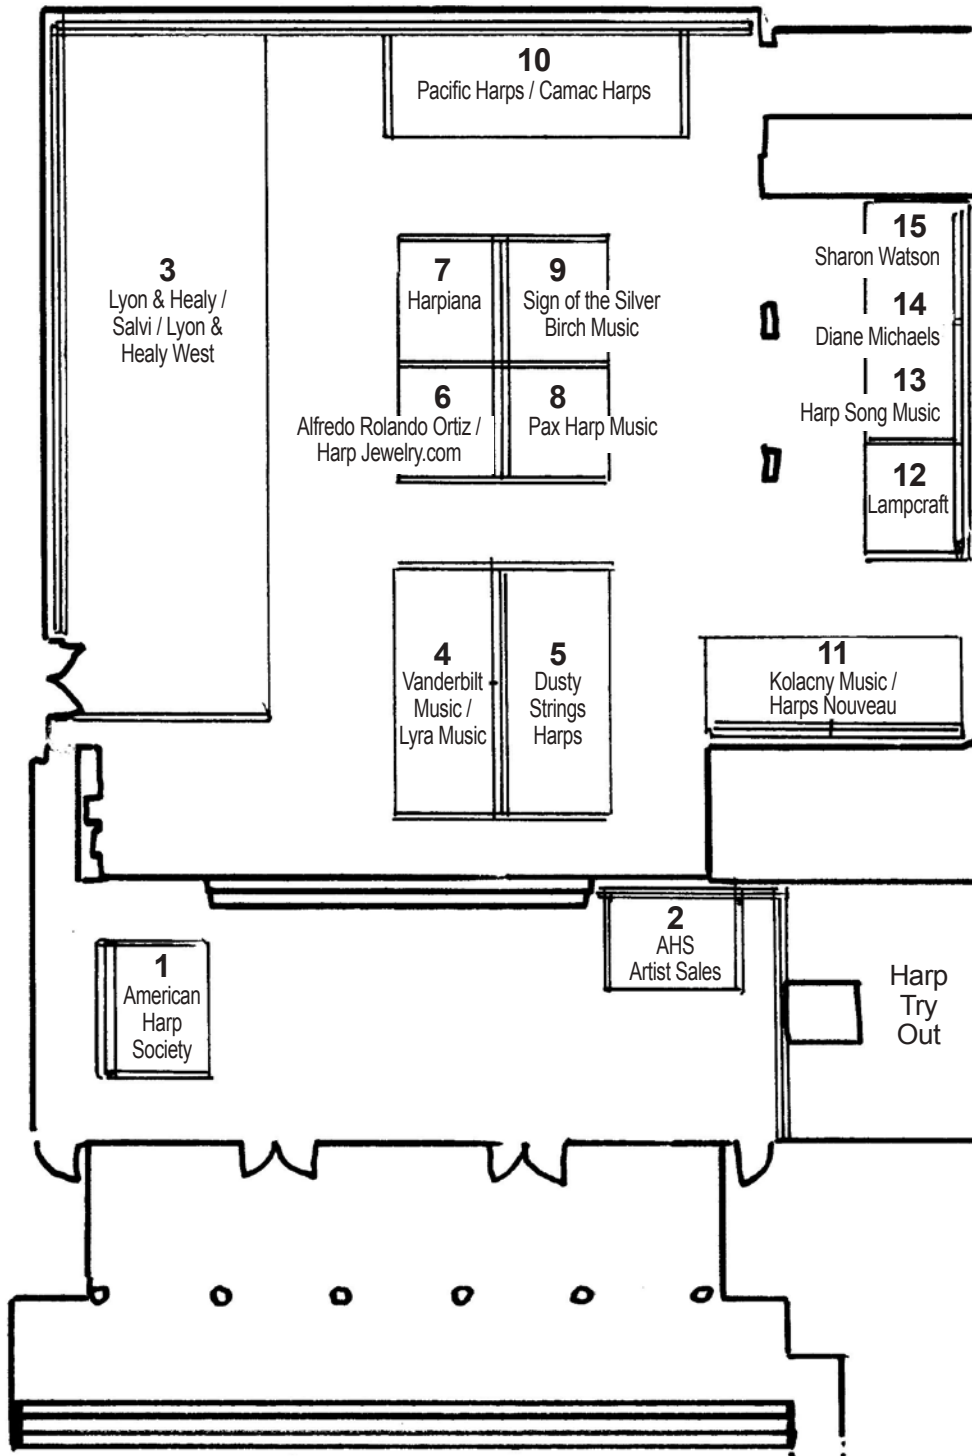 10
Pacific Harps / Camac Harps
15
Sharon Watson
3
Lyon & Healy /
Salvi / Lyon &
Healy West
7
Harpiana
9
Sign of the Silver
Birch Music
14
Diane Michaels
13
Harp Song Music
6
Alfredo Rolando Ortiz /
Harp Jewelry.com
8
Pax Harp Music
12
Lampcraft
4
Vanderbilt
Music /
Lyra Music
5
Dusty
Strings
Harps
11
Kolacny Music /
Harps Nouveau
2
AHS
Artist Sales
1
American
Harp
Society
Harp
Try
Out